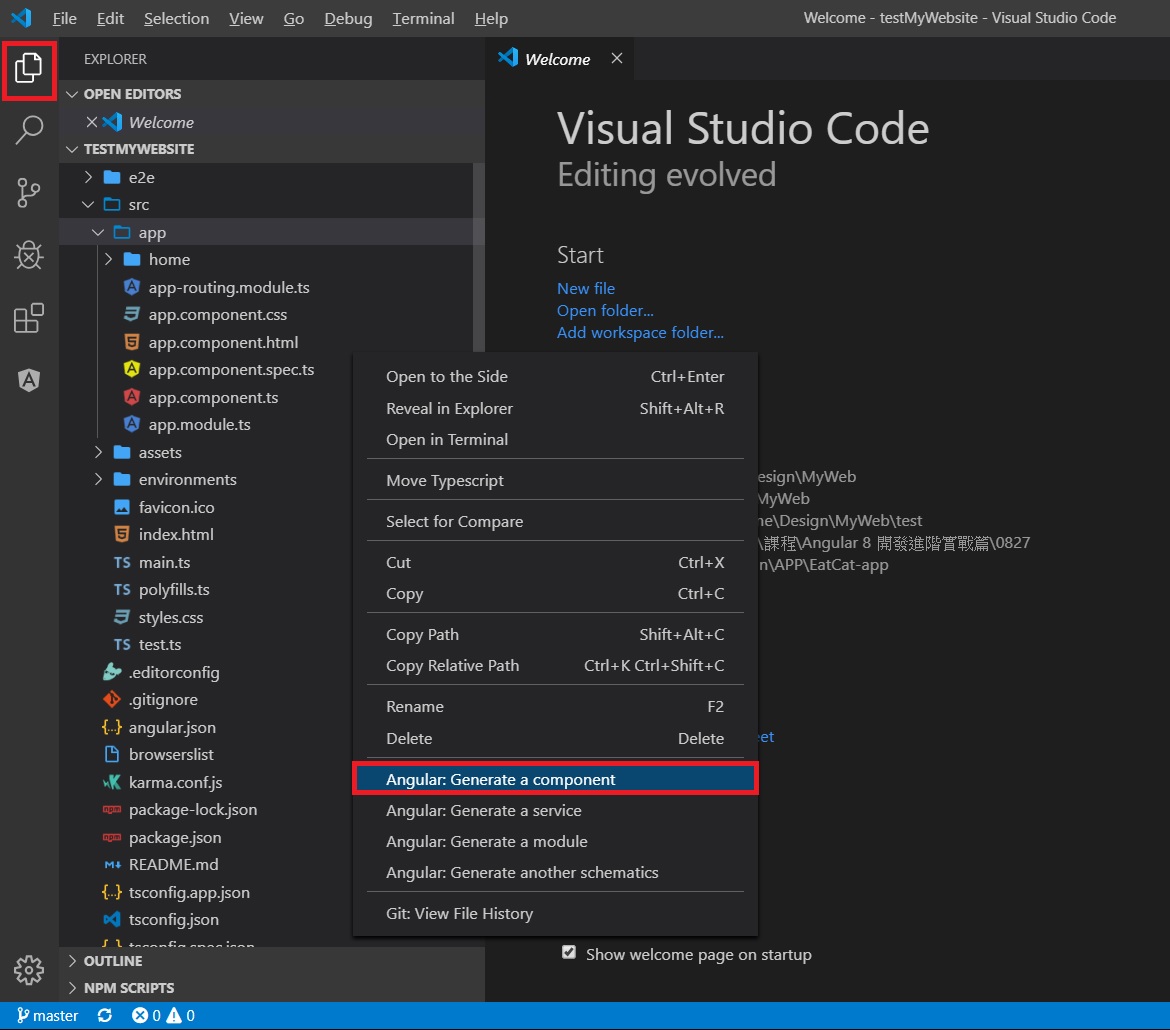 File Edit Selection View Go Debug Terminal Help
Welcome - testMyWebsite - Visual Studio Code
EXPLORER
OPEN EDITORS
Welcome
TESTMYWEBSITE
e2e
src
app
home
app-routing.module.ts
app.component.css
app.component.html
app.component.spec.ts
app.component.ts
app.module.ts
assets
environments
favicon.ico
index.html
TS main.ts
TS polyfills.ts
styles.css
TS test.ts
.editorconfig
.gitignore
{..} angular.json
browserslist
karma.conf.js
npm package-lock.json
npm package.json
M↓ README.md
{..} tsconfig.app.json
tsconfig.json
{..} tsconfig.spec.json
OUTLINE
NPM SCRIPTS
Welcome
Visual Studio Code
Editing evolved
Start
New file
Open folder...
Add workspace folder...
esign\MyWeb
MyWeb
ne\Design\MyWeb\test
\課程\Angular 8 開發進階實戰篇\0827
n\APP\EatCat-app
eet
Show welcome page on startup
Open to the Side Ctrl+Enter
Reveal in Explorer Shift+Alt+R
Open in Terminal
Move Typescript
Select for Compare
Cut Ctrl+X
Copy Ctrl+C
Copy Path Shift+Alt+C
Copy Relative Path Ctrl+K Ctrl+Shift+C
Rename F2
Delete Delete
Angular: Generate a component
Angular: Generate a service
Angular: Generate a module
Angular: Generate another schematics
Git: View File History
master 0 0